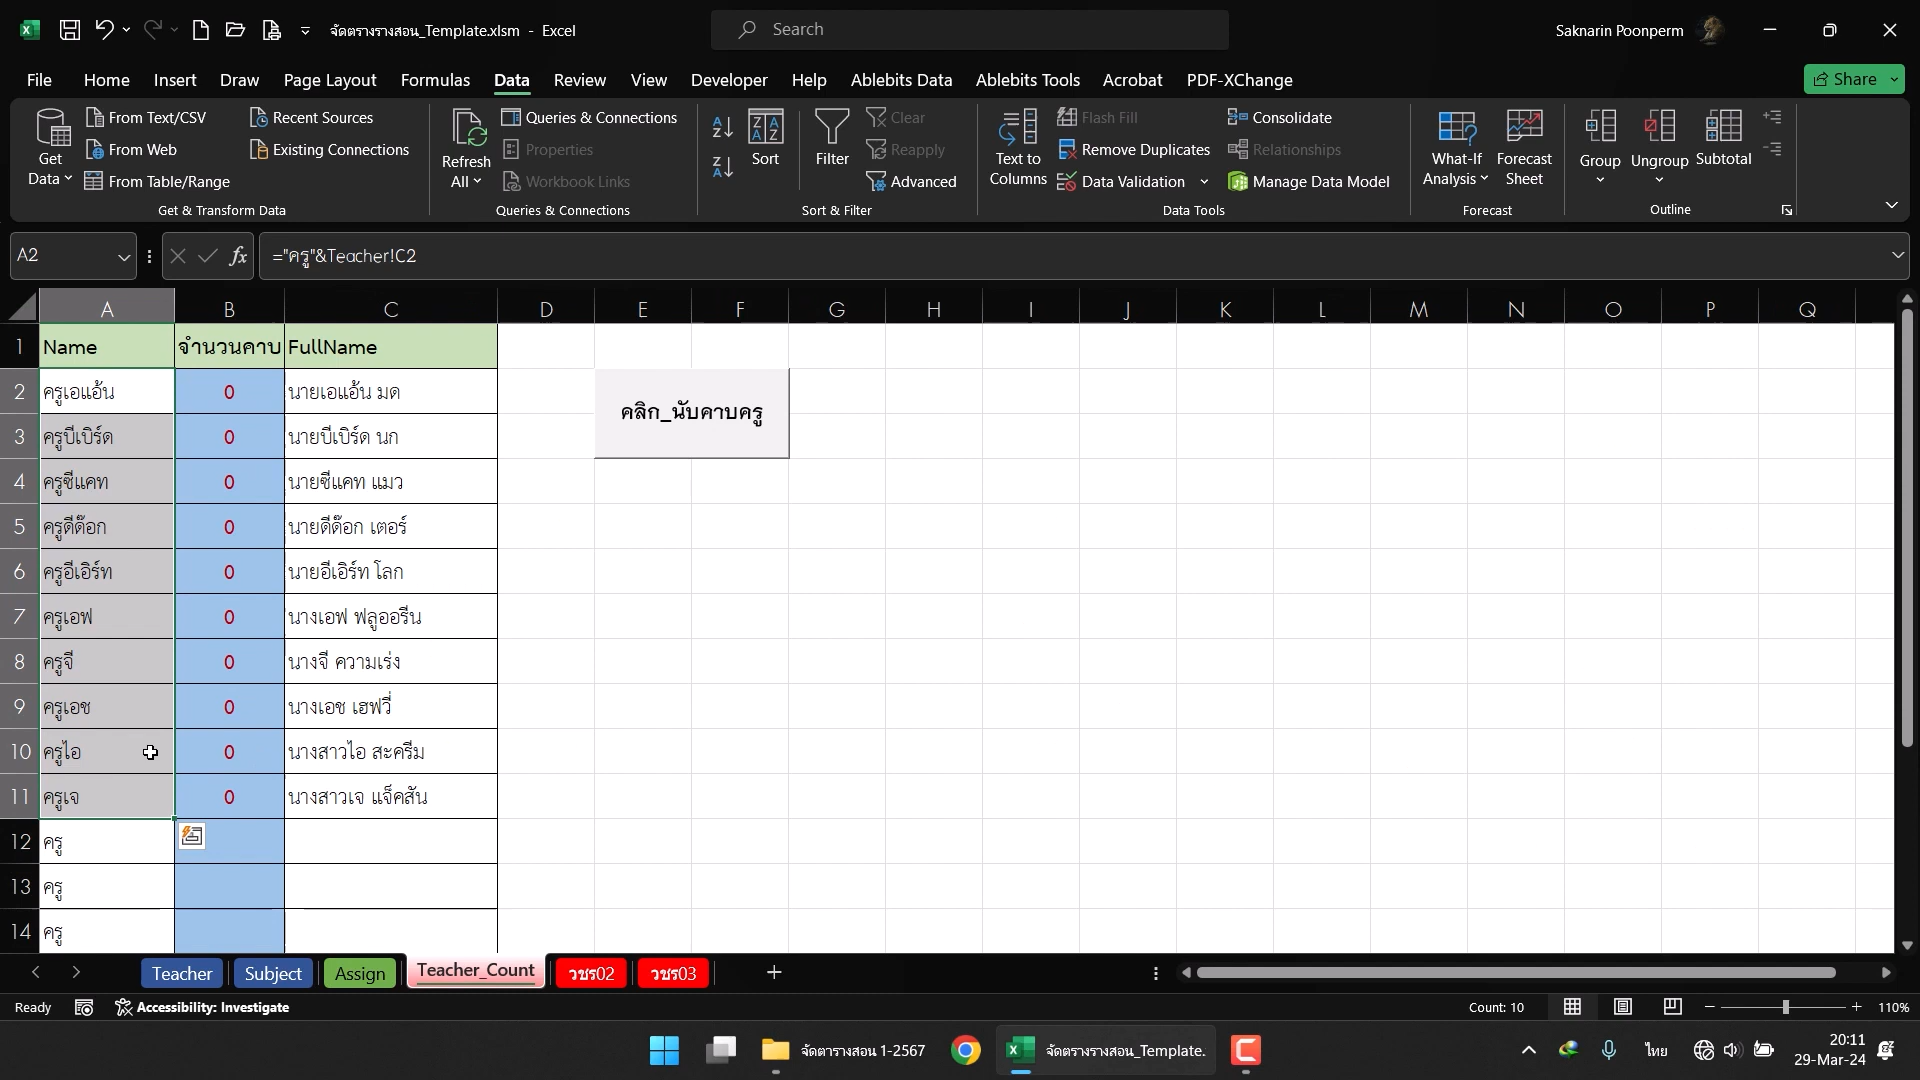 จัดตรางรางสอน_Template.xlsm - Excel
Search
Saknarin Poonperm
File Home Insert Draw Page Layout Formulas Data Review View Developer Help Ablebits Data Ablebits Tools Acrobat PDF-XChange
Share
Get Data
From Text/CSV
From Web
From Table/Range
Recent Sources
Existing Connections
Get & Transform Data
Refresh All
Queries & Connections
Properties
Workbook Links
Queries & Connections
Sort
Filter
Clear
Reapply
Advanced
Sort & Filter
Text to Columns
Flash Fill
Remove Duplicates
Data Validation
Consolidate
Relationships
Manage Data Model
Data Tools
What-If Analysis
Forecast Sheet
Forecast
Group
Ungroup
Subtotal
Outline
A2
fx
="ครู"&Teacher!C2
A B C D E F G H I J K L M N O P Q
1 Name จำนวนคาบ FullName
2 ครูเอแอ้น 0 นายเอแอ้น มด
3 ครูบีเบิร์ด 0 นายบีเบิร์ด นก
4 ครูซีแคท 0 นายซีแคท แมว
5 ครูดีด๊อก 0 นายดีด๊อก เตอร์
6 ครูอีเอิร์ท 0 นายอีเอิร์ท โลก
7 ครูเอฟ 0 นางเอฟ ฟลูออรีน
8 ครูจี 0 นางจี ความเร่ง
9 ครูเอช 0 นางเอช เฮฟวี่
10 ครูไอ 0 นางสาวไอ สะครีม
11 ครูเจ 0 นางสาวเจ แจ็คสัน
12 ครู
13 ครู
14 ครู
คลิก_นับคาบครู
Teacher Subject Assign Teacher_Count วชร02 วชร03
Ready
Accessibility: Investigate
Count: 10
110%
จัดตารางสอน 1-2567
จัดตรางรางสอน_Template.
ไทย
20:11
29-Mar-24